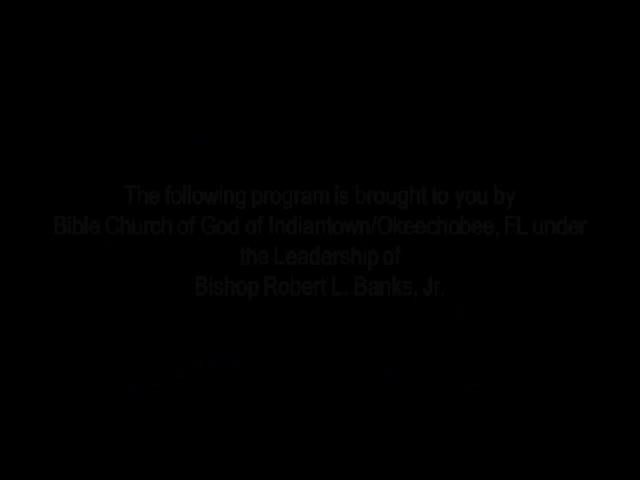 The following program is brought to you by
Bible Church of God of Indiantown/Okeechobee, FL under
the Leadership of
Bishop Robert L. Banks, Jr.